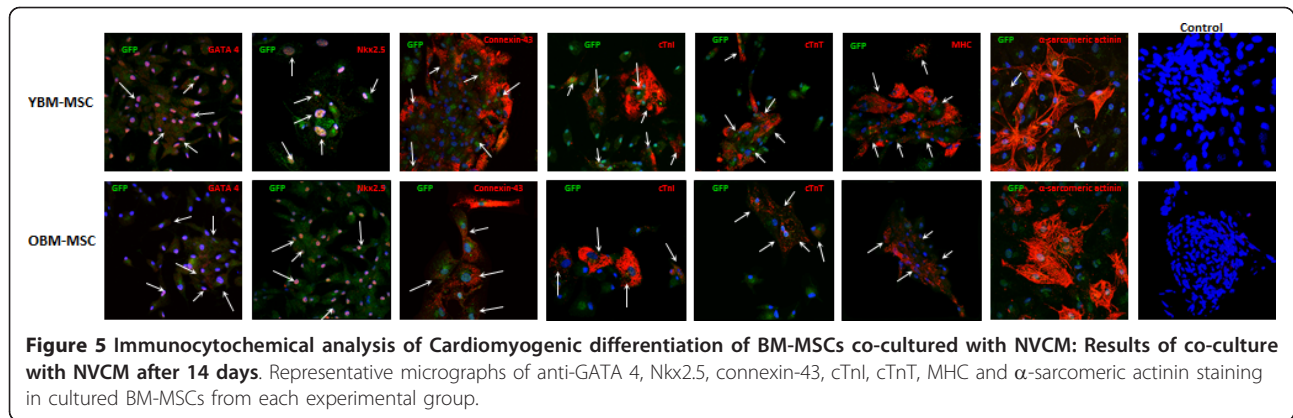 Control
GFP GATA 4 GFP Nkx2.5 GFP Connexin-43 GFP cTnI GFP cTnT GFP MHC GFP α-sarcomeric actinin
YBM-MSC
GFP GATA 4 GFP Nkx2.5 GFP Connexin-43 GFP cTnI GFP cTnT GFP α-sarcomeric actinin
OBM-MSC
Figure 5 Immunocytochemical analysis of Cardiomyogenic differentiation of BM-MSCs co-cultured with NVCM: Results of co-culture
with NVCM after 14 days. Representative micrographs of anti-GATA 4, Nkx2.5, connexin-43, cTnI, cTnT, MHC and α-sarcomeric actinin staining
in cultured BM-MSCs from each experimental group.